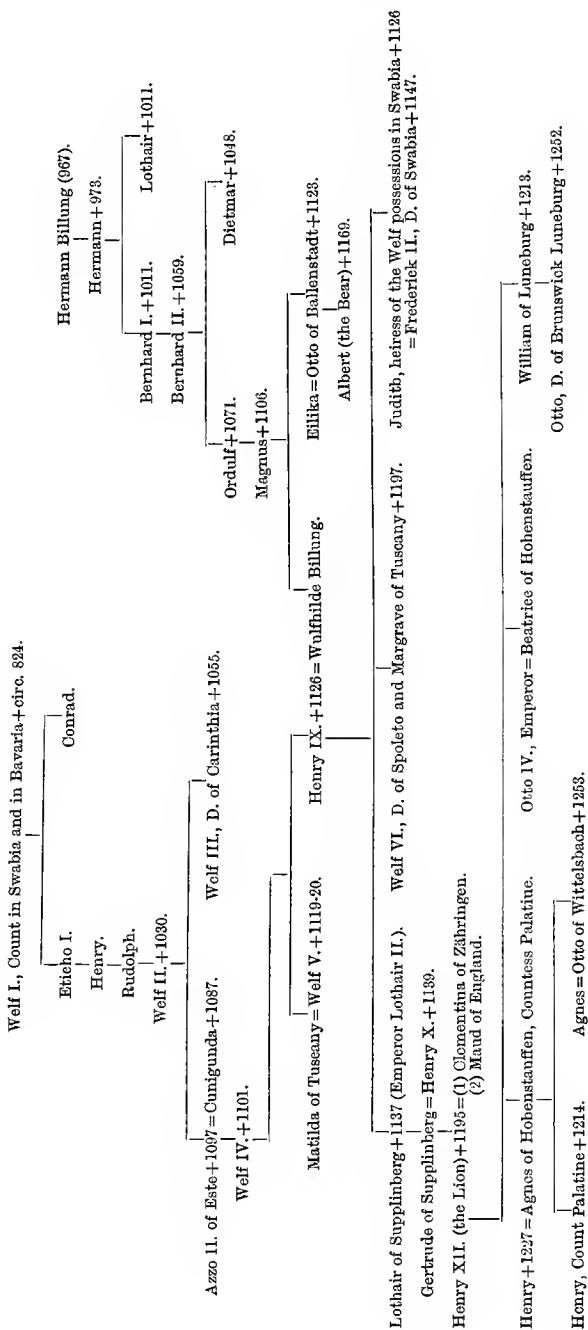 Welf I., Count in Swabia and in Bavaria+circ. 824.
Hermann Billung (967).
Eticho I. Conrad.
Hermann+973.
Henry.
Rudolph.
Bernhard I.+1011. Lothair+1011.
Welf II.+1030.
Bernhard II.+1059.
Azzo 11. of Este+1097=Cunigunda+1087. Wolf III., D. of Carinthia+1055.
Ordulf+1071. Dietmar+1048.
Welf IV.+1101.
Magnus+1106.
Matilda of Tuscany=Welf V.+1119-20. Henry IX.+1126=Wulfhilde Billung. Eilika=Otto of Ballenstadt+1123.
Albert (the Bear)+1169.
Lothair of Supplinberg+1137 (Emperor Lothair II.). Welf VI., D. of Spoleto and Margrave of Tuscany+1197. Judith, heiress of the Welf possessions in Swabia+1126
=Frederick II., D. of Swabia+1147.
Gertrude of Supplinberg=Henry X.+1139.
Henry XII. (the Lion)+1195=(1) Clomentina of Zähringen.
(2) Maud of England.
Henry+1227=Agnes of Hohenstauffen, Countess Palatine. Otto IV., Emperor=Beatrice of Hohenstauffen. William of Luneburg+1213.
Henry, Count Palatine+1214. Agnes=Otto of Wittelsbach+1253. Otto, D. of Brunswick Luneburg+1252.